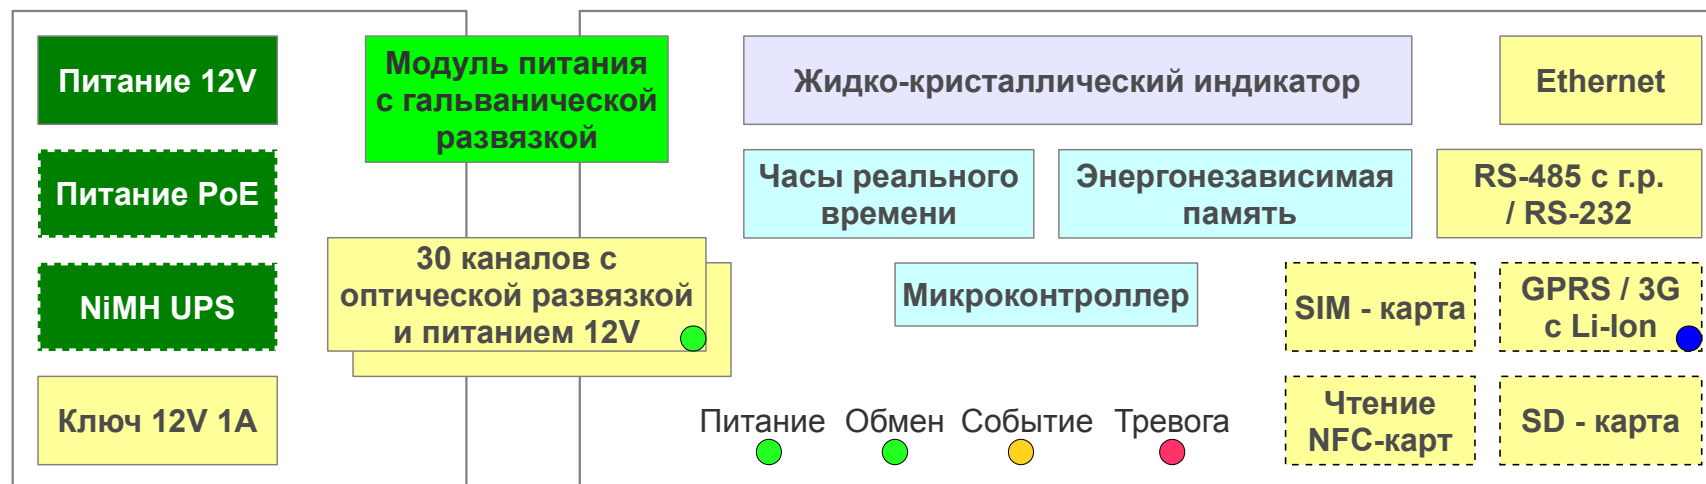 Питание 12V
Модуль питания
с гальванической
развязкой
Жидко-кристаллический индикатор
Ethernet
Питание PoE
Часы реального
времени
Энергонезависимая
память
RS-485 с г.р.
/ RS-232
NiMH UPS
30 каналов с
оптической развязкой
и питанием 12V
Микроконтроллер
SIM - карта
GPRS / 3G
с Li-Ion
Ключ 12V 1A
Питание Обмен Событие Тревога
Чтение
NFC-карт
SD - карта